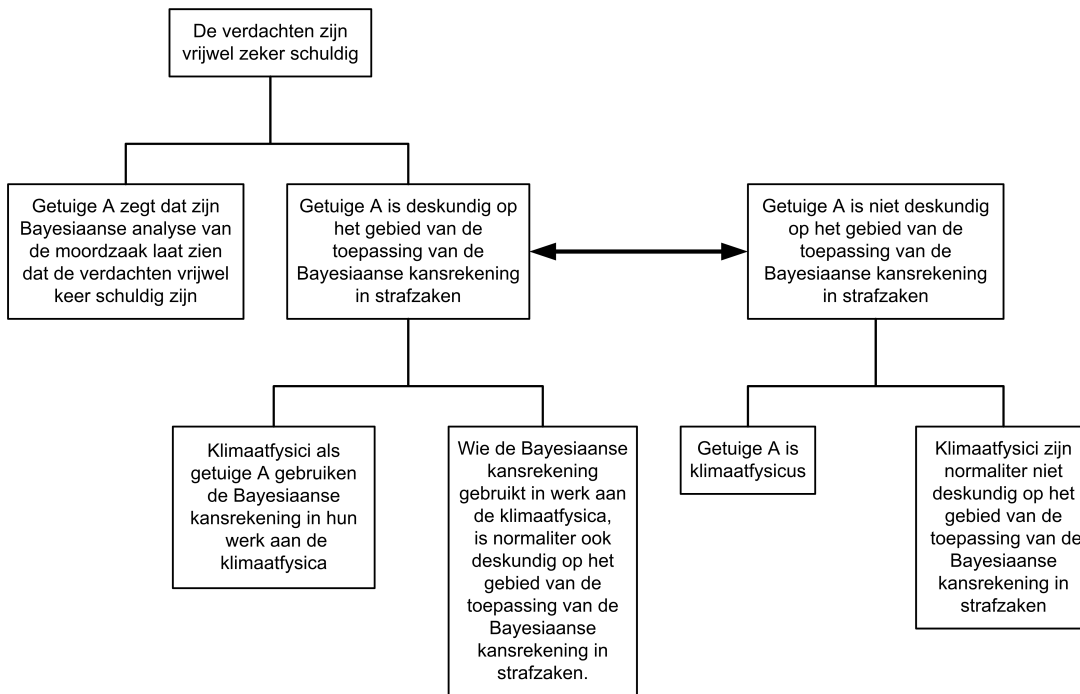 De verdachten zijn
vrijwel zeker schuldig
Getuige A zegt dat zijn
Bayesiaanse analyse van
de moordzaak laat zien
dat de verdachten vrijwel
keer schuldig zijn
Getuige A is deskundig op
het gebied van de
toepassing van de
Bayesiaanse kansrekening
in strafzaken
Getuige A is niet deskundig
op het gebied van de
toepassing van de
Bayesiaanse kansrekening
in strafzaken
Klimaatfysici als
getuige A gebruiken
de Bayesiaanse
kansrekening in hun
werk aan de
klimaatfysica
Wie de Bayesiaanse
kansrekening
gebruikt in werk aan
de klimaatfysica,
is normaliter ook
deskundig op het
gebied van de
toepassing van de
Bayesiaanse
kansrekening in
strafzaken.
Getuige A is
klimaatfysicus
Klimaatfysici zijn
normaliter niet
deskundig op het
gebied van de
toepassing van de
Bayesiaanse
kansrekening in
strafzaken